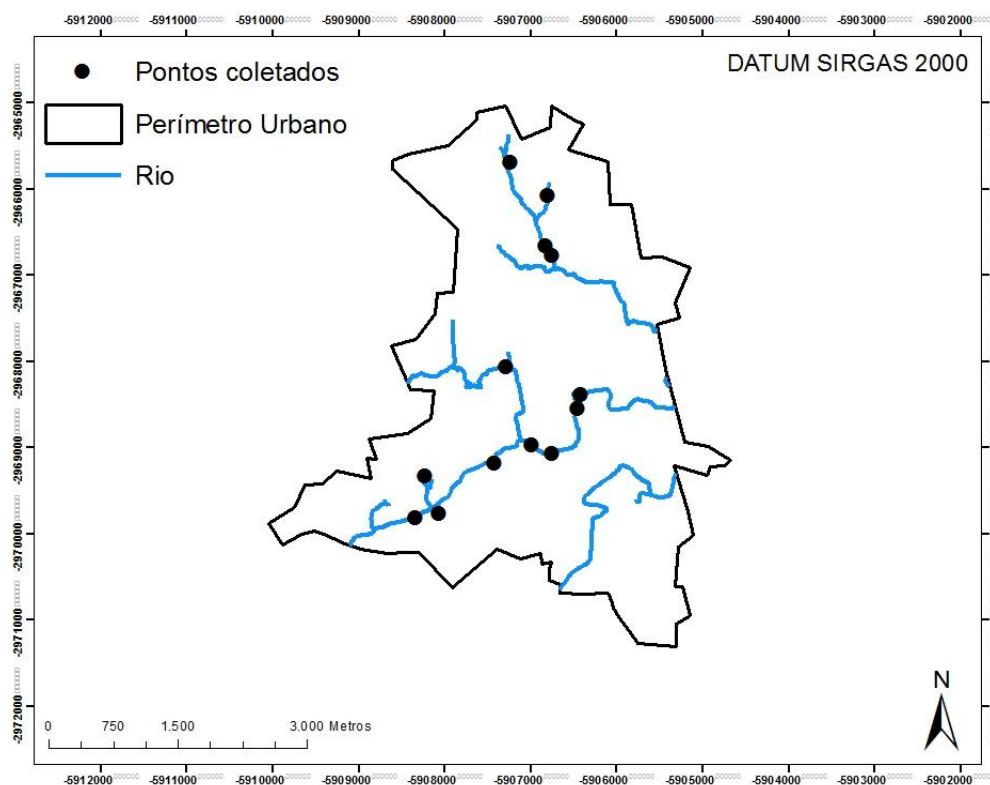 -5912000 -5911000 -5910000 -5909000 -5908000 -5907000 -5906000 -5905000 -5904000 -5903000 -5902000
DATUM SIRGAS 2000
Pontos coletados
Perímetro Urbano
Rio
-2965000
-2966000
-2967000
-2968000
-2969000
-2970000
-2971000
-2972000
N
0 750 1.500 3.000 Metros
-5912000 -5911000 -5910000 -5909000 -5908000 -5907000 -5906000 -5905000 -5904000 -5903000 -5902000